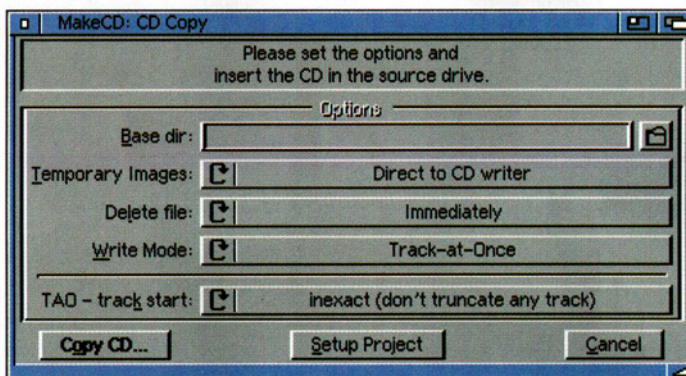 MakeCD: CD Copy
Please set the options and
insert the CD in the source drive.
Options
Base dir:
Temporary Images: Direct to CD writer
Delete file: Immediately
Write Mode: Track-at-Once
TAO - track start: inexact (don't truncate any track)
Copy CD... Setup Project Cancel